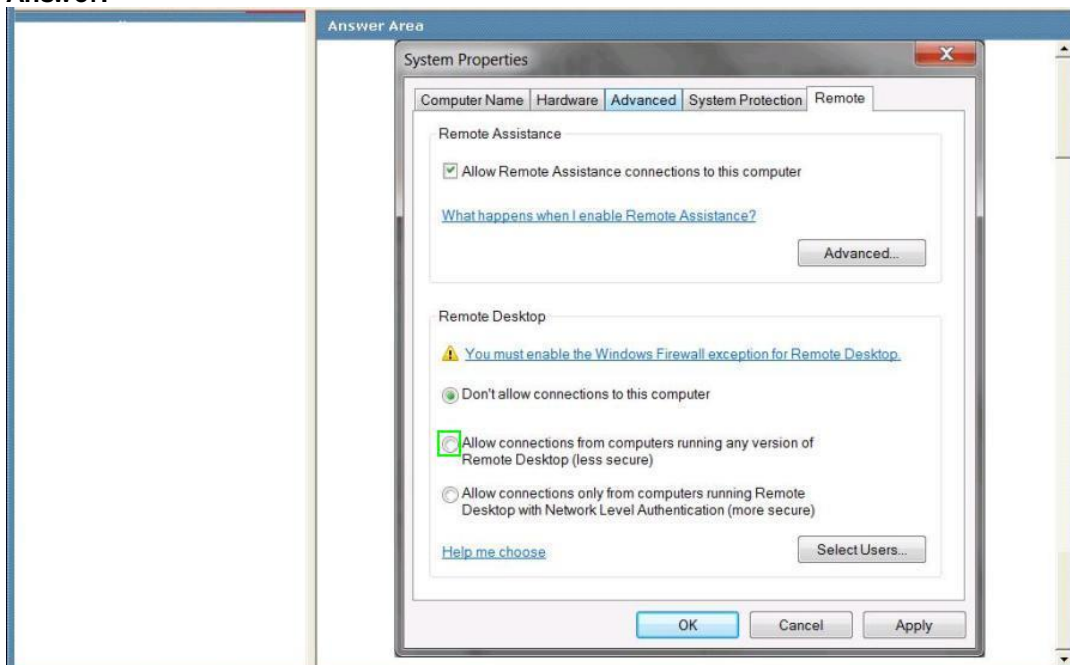 Answer Area
System Properties
Computer Name Hardware Advanced System Protection Remote
Remote Assistance
Allow Remote Assistance connections to this computer
What happens when I enable Remote Assistance?
Advanced...
Remote Desktop
You must enable the Windows Firewall exception for Remote Desktop.
Don't allow connections to this computer
Allow connections from computers running any version of
Remote Desktop (less secure)
Allow connections only from computers running Remote
Desktop with Network Level Authentication (more secure)
Help me choose
Select Users...
OK Cancel Apply